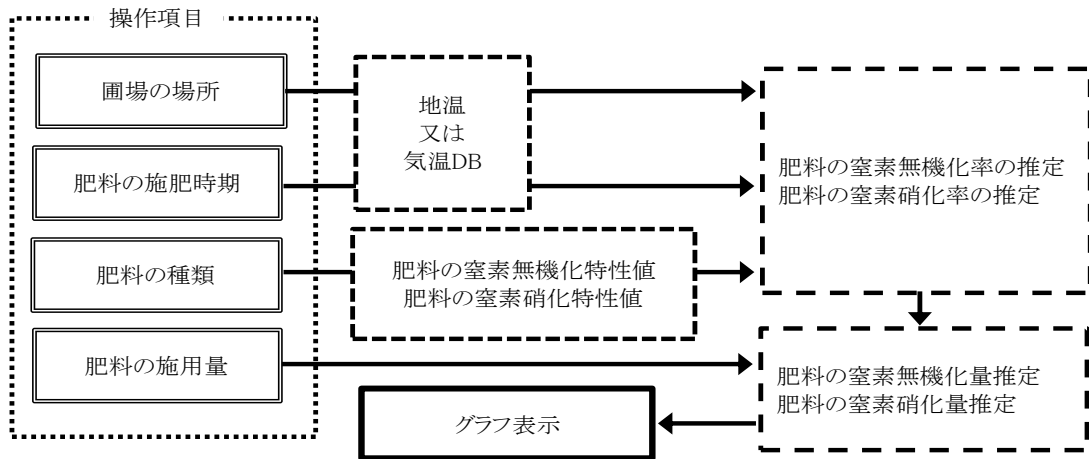 操作項目
圃場の場所
肥料の施肥時期
肥料の種類
肥料の施用量
地温
又は
気温DB
肥料の窒素無機化特性値
肥料の窒素硝化特性値
肥料の窒素無機化率の推定
肥料の窒素硝化率の推定
肥料の窒素無機化量推定
肥料の窒素硝化量推定
グラフ表示